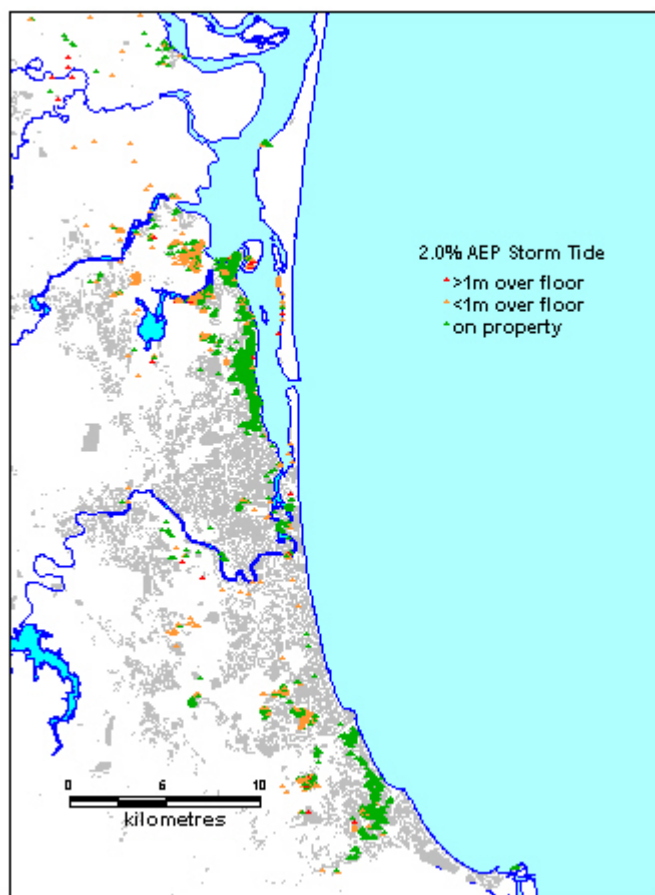 2.0% AEP Storm Tide
>1m over floor
<1m over floor
on property
0 6 10
kilometres